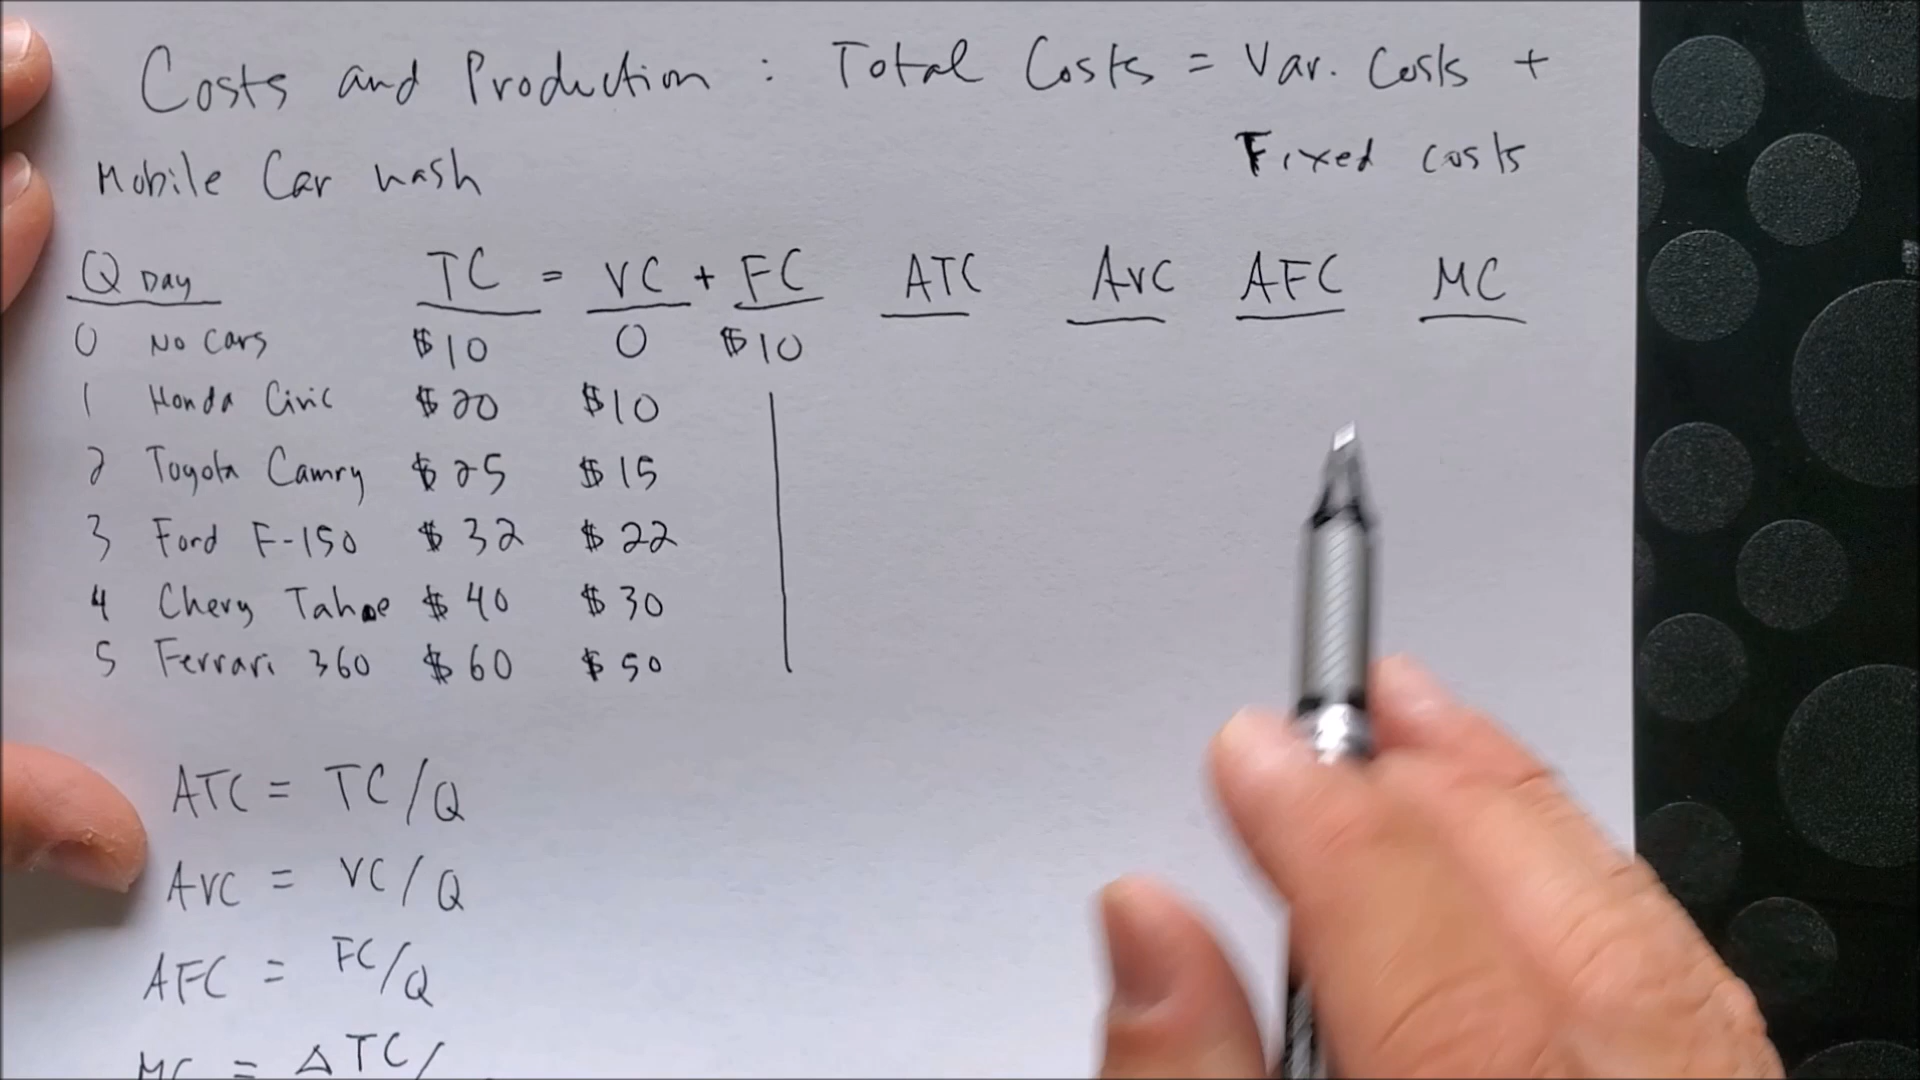 Costs and Production : Total Costs = Var. Costs +
Fixed costs
Mobile Car wash
Q Day TC = VC + FC ATC AVC AFC MC
0 No Cars $10 0 $10
1 Honda Civic $20 $10
2 Toyota Camry $25 $15
3 Ford F-150 $32 $22
4 Chevy Tahoe $40 $30
5 Ferrari 360 $60 $50
ATC = TC/Q
AVC = VC/Q
AFC = FC/Q
MC = Δ TC/